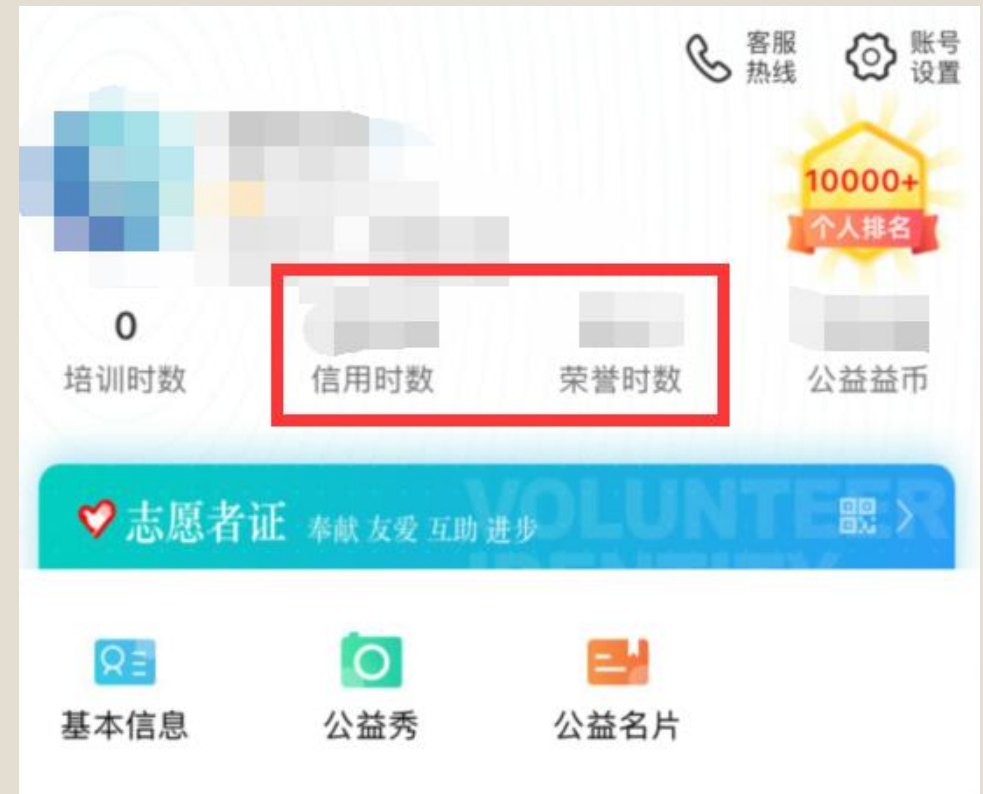 客服
热线
账号
设置
10000+
个人排名
0
培训时数
信用时数
荣誉时数
公益益币
志愿者证 奉献 友爱 互助 进步
VOLUNTEER
IDENTITY
基本信息
公益秀
公益名片